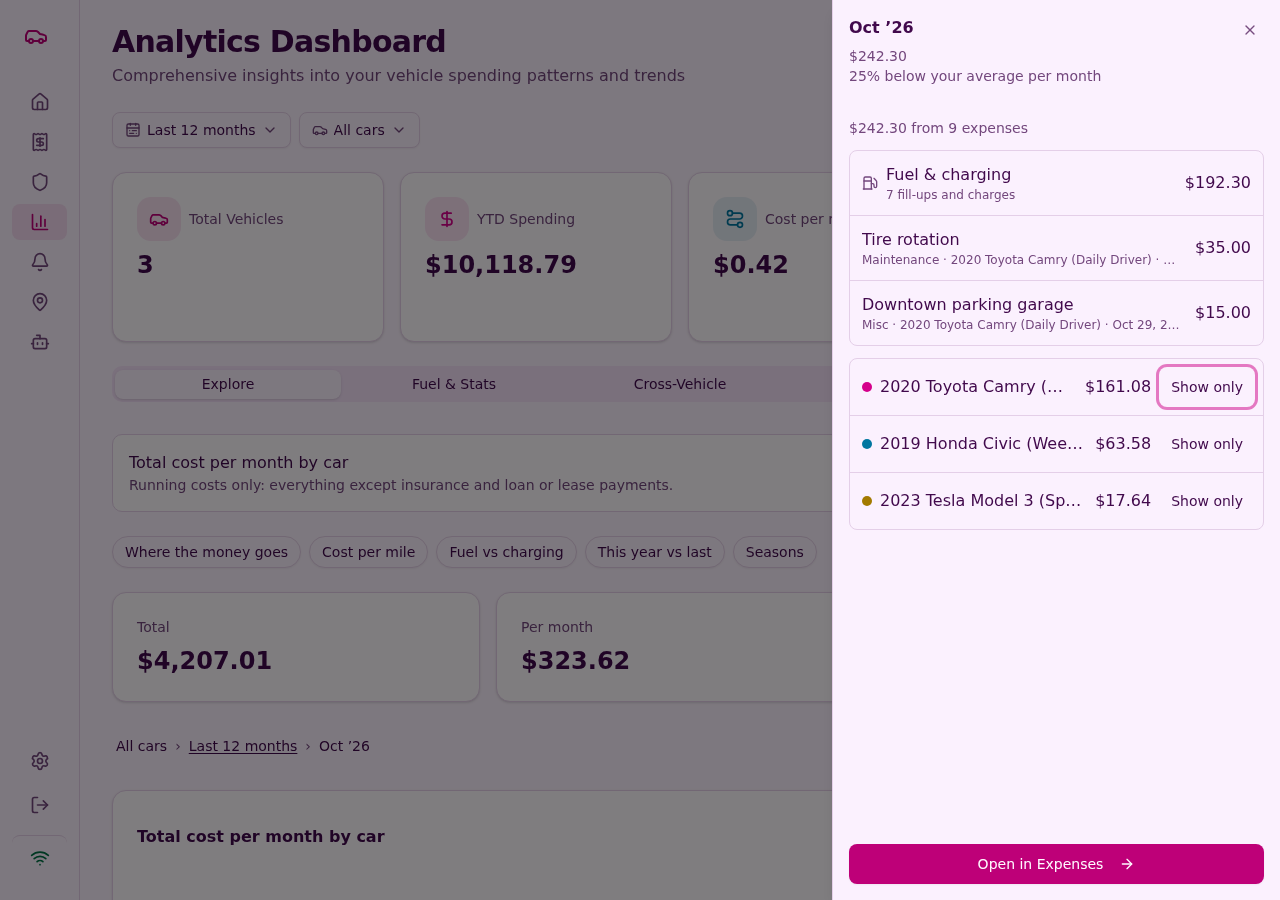 Analytics Dashboard
Comprehensive insights into your vehicle spending patterns and trends
Last 12 months
All cars
Total Vehicles
3
YTD Spending
$10,118.79
Cost per
$0.42
Explore
Fuel & Stats
Cross-Vehicle
Total cost per month by car
Running costs only: everything except insurance and loan or lease payments.
Where the money goes
Cost per mile
Fuel vs charging
This year vs last
Seasons
Total
$4,207.01
Per month
$323.62
All cars › Last 12 months › Oct ’26
Total cost per month by car
Oct ’26
$242.30
25% below your average per month
$242.30 from 9 expenses
Fuel & charging
7 fill-ups and charges
$192.30
Tire rotation
Maintenance · 2020 Toyota Camry (Daily Driver) · …
$35.00
Downtown parking garage
Misc · 2020 Toyota Camry (Daily Driver) · Oct 29, 2…
$15.00
2020 Toyota Camry (… $161.08 Show only
2019 Honda Civic (Wee… $63.58 Show only
2023 Tesla Model 3 (Sp… $17.64 Show only
Open in Expenses